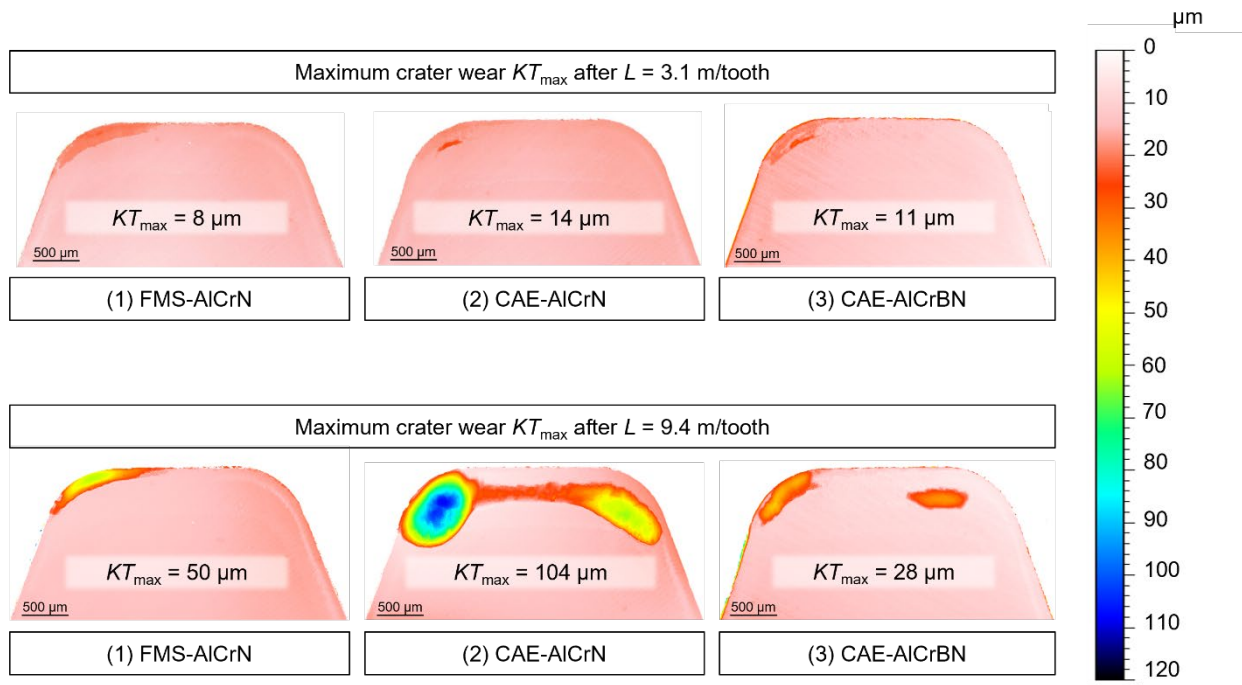 µm
Maximum crater wear KTmax after L = 3.1 m/tooth
KTmax = 8 µm
KTmax = 14 µm
KTmax = 11 µm
500 µm
500 µm
500 µm
(1) FMS-AlCrN
(2) CAE-AlCrN
(3) CAE-AlCrBN
Maximum crater wear KTmax after L = 9.4 m/tooth
KTmax = 50 µm
KTmax = 104 µm
KTmax = 28 µm
500 µm
500 µm
500 µm
(1) FMS-AlCrN
(2) CAE-AlCrN
(3) CAE-AlCrBN
0
10
20
30
40
50
60
70
80
90
100
110
120